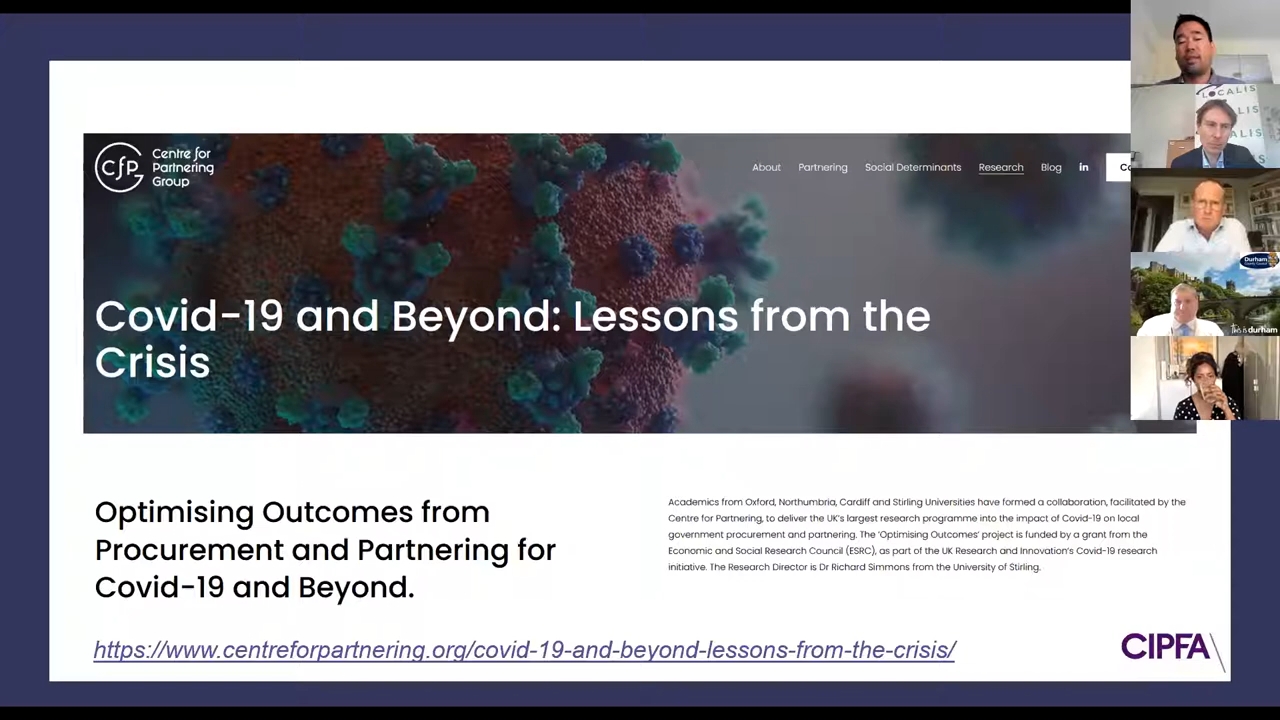 CfP
Centre for
Partnering
Group
About Partnering Social Determinants Research Blog in
Covid-19 and Beyond: Lessons from the
Crisis
Optimising Outcomes from
Procurement and Partnering for
Covid-19 and Beyond.
Academics from Oxford, Northumbria, Cardiff and Stirling Universities have formed a collaboration, facilitated by the
Centre for Partnering, to deliver the UK's largest research programme into the impact of Covid-19 on local
government procurement and partnering. The 'Optimising Outcomes' project is funded by a grant from the
Economic and Social Research Council (ESRC), as part of the UK Research and Innovation's Covid-19 research
initiative. The Research Director is Dr Richard Simmons from the University of Stirling.
https://www.centreforpartnering.org/covid-19-and-beyond-lessons-from-the-crisis/
CIPFA
LOCALIS
Durham
This is durham